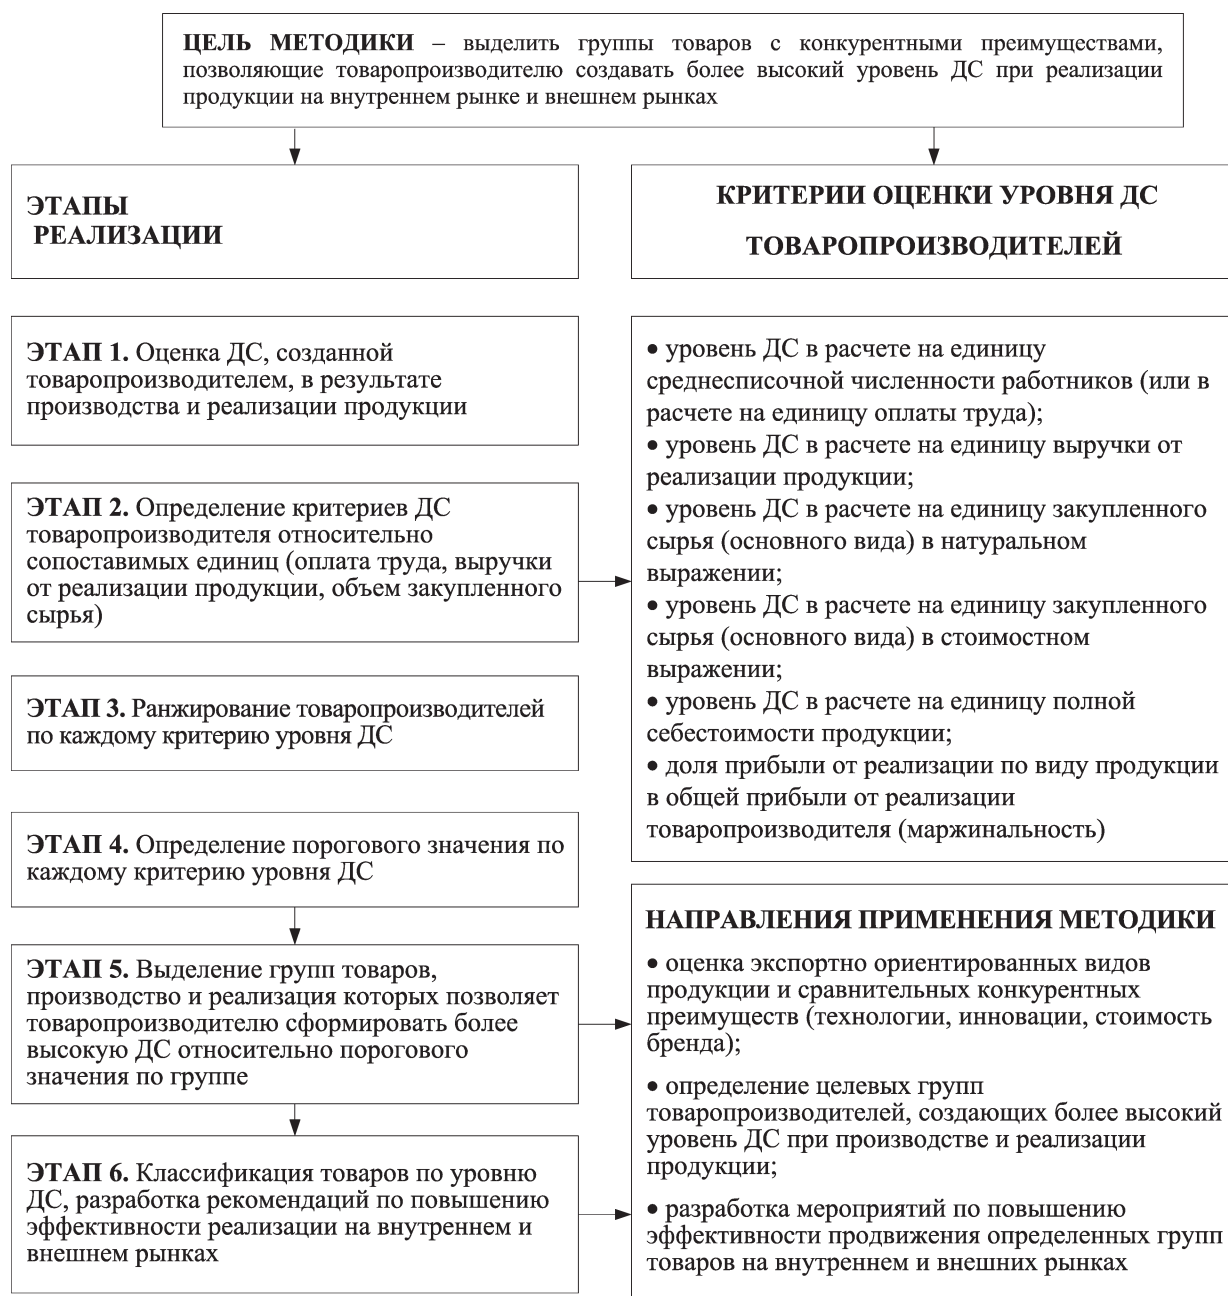 ЦЕЛЬ МЕТОДИКИ – выделить группы товаров с конкурентными преимуществами,
позволяющие товаропроизводителю создавать более высокий уровень ДС при реализации
продукции на внутреннем рынке и внешнем рынках
ЭТАПЫ
РЕАЛИЗАЦИИ
КРИТЕРИИ ОЦЕНКИ УРОВНЯ ДС
ТОВАРОПРОИЗВОДИТЕЛЕЙ
ЭТАП 1. Оценка ДС, созданной
товаропроизводителем, в результате
производства и реализации продукции
ЭТАП 2. Определение критериев ДС
товаропроизводителя относительно
сопоставимых единиц (оплата труда, выручки
от реализации продукции, объем закупленного
сырья)
ЭТАП 3. Ранжирование товаропроизводителей
по каждому критерию уровня ДС
ЭТАП 4. Определение порогового значения по
каждому критерию уровня ДС
ЭТАП 5. Выделение групп товаров,
производство и реализация которых позволяет
товаропроизводителю сформировать более
высокую ДС относительно порогового
значения по группе
ЭТАП 6. Классификация товаров по уровню
ДС, разработка рекомендаций по повышению
эффективности реализации на внутреннем и
внешнем рынках
• уровень ДС в расчете на единицу
среднесписочной численности работников (или в
расчете на единицу оплаты труда);
• уровень ДС в расчете на единицу выручки от
реализации продукции;
• уровень ДС в расчете на единицу закупленного
сырья (основного вида) в натуральном
выражении;
• уровень ДС в расчете на единицу закупленного
сырья (основного вида) в стоимостном
выражении;
• уровень ДС в расчете на единицу полной
себестоимости продукции;
• доля прибыли от реализации по виду продукции
в общей прибыли от реализации
товаропроизводителя (маржинальность)
НАПРАВЛЕНИЯ ПРИМЕНЕНИЯ МЕТОДИКИ
• оценка экспортно ориентированных видов
продукции и сравнительных конкурентных
преимуществ (технологии, инновации, стоимость
бренда);
• определение целевых групп
товаропроизводителей, создающих более высокий
уровень ДС при производстве и реализации
продукции;
• разработка мероприятий по повышению
эффективности продвижения определенных групп
товаров на внутреннем и внешних рынках